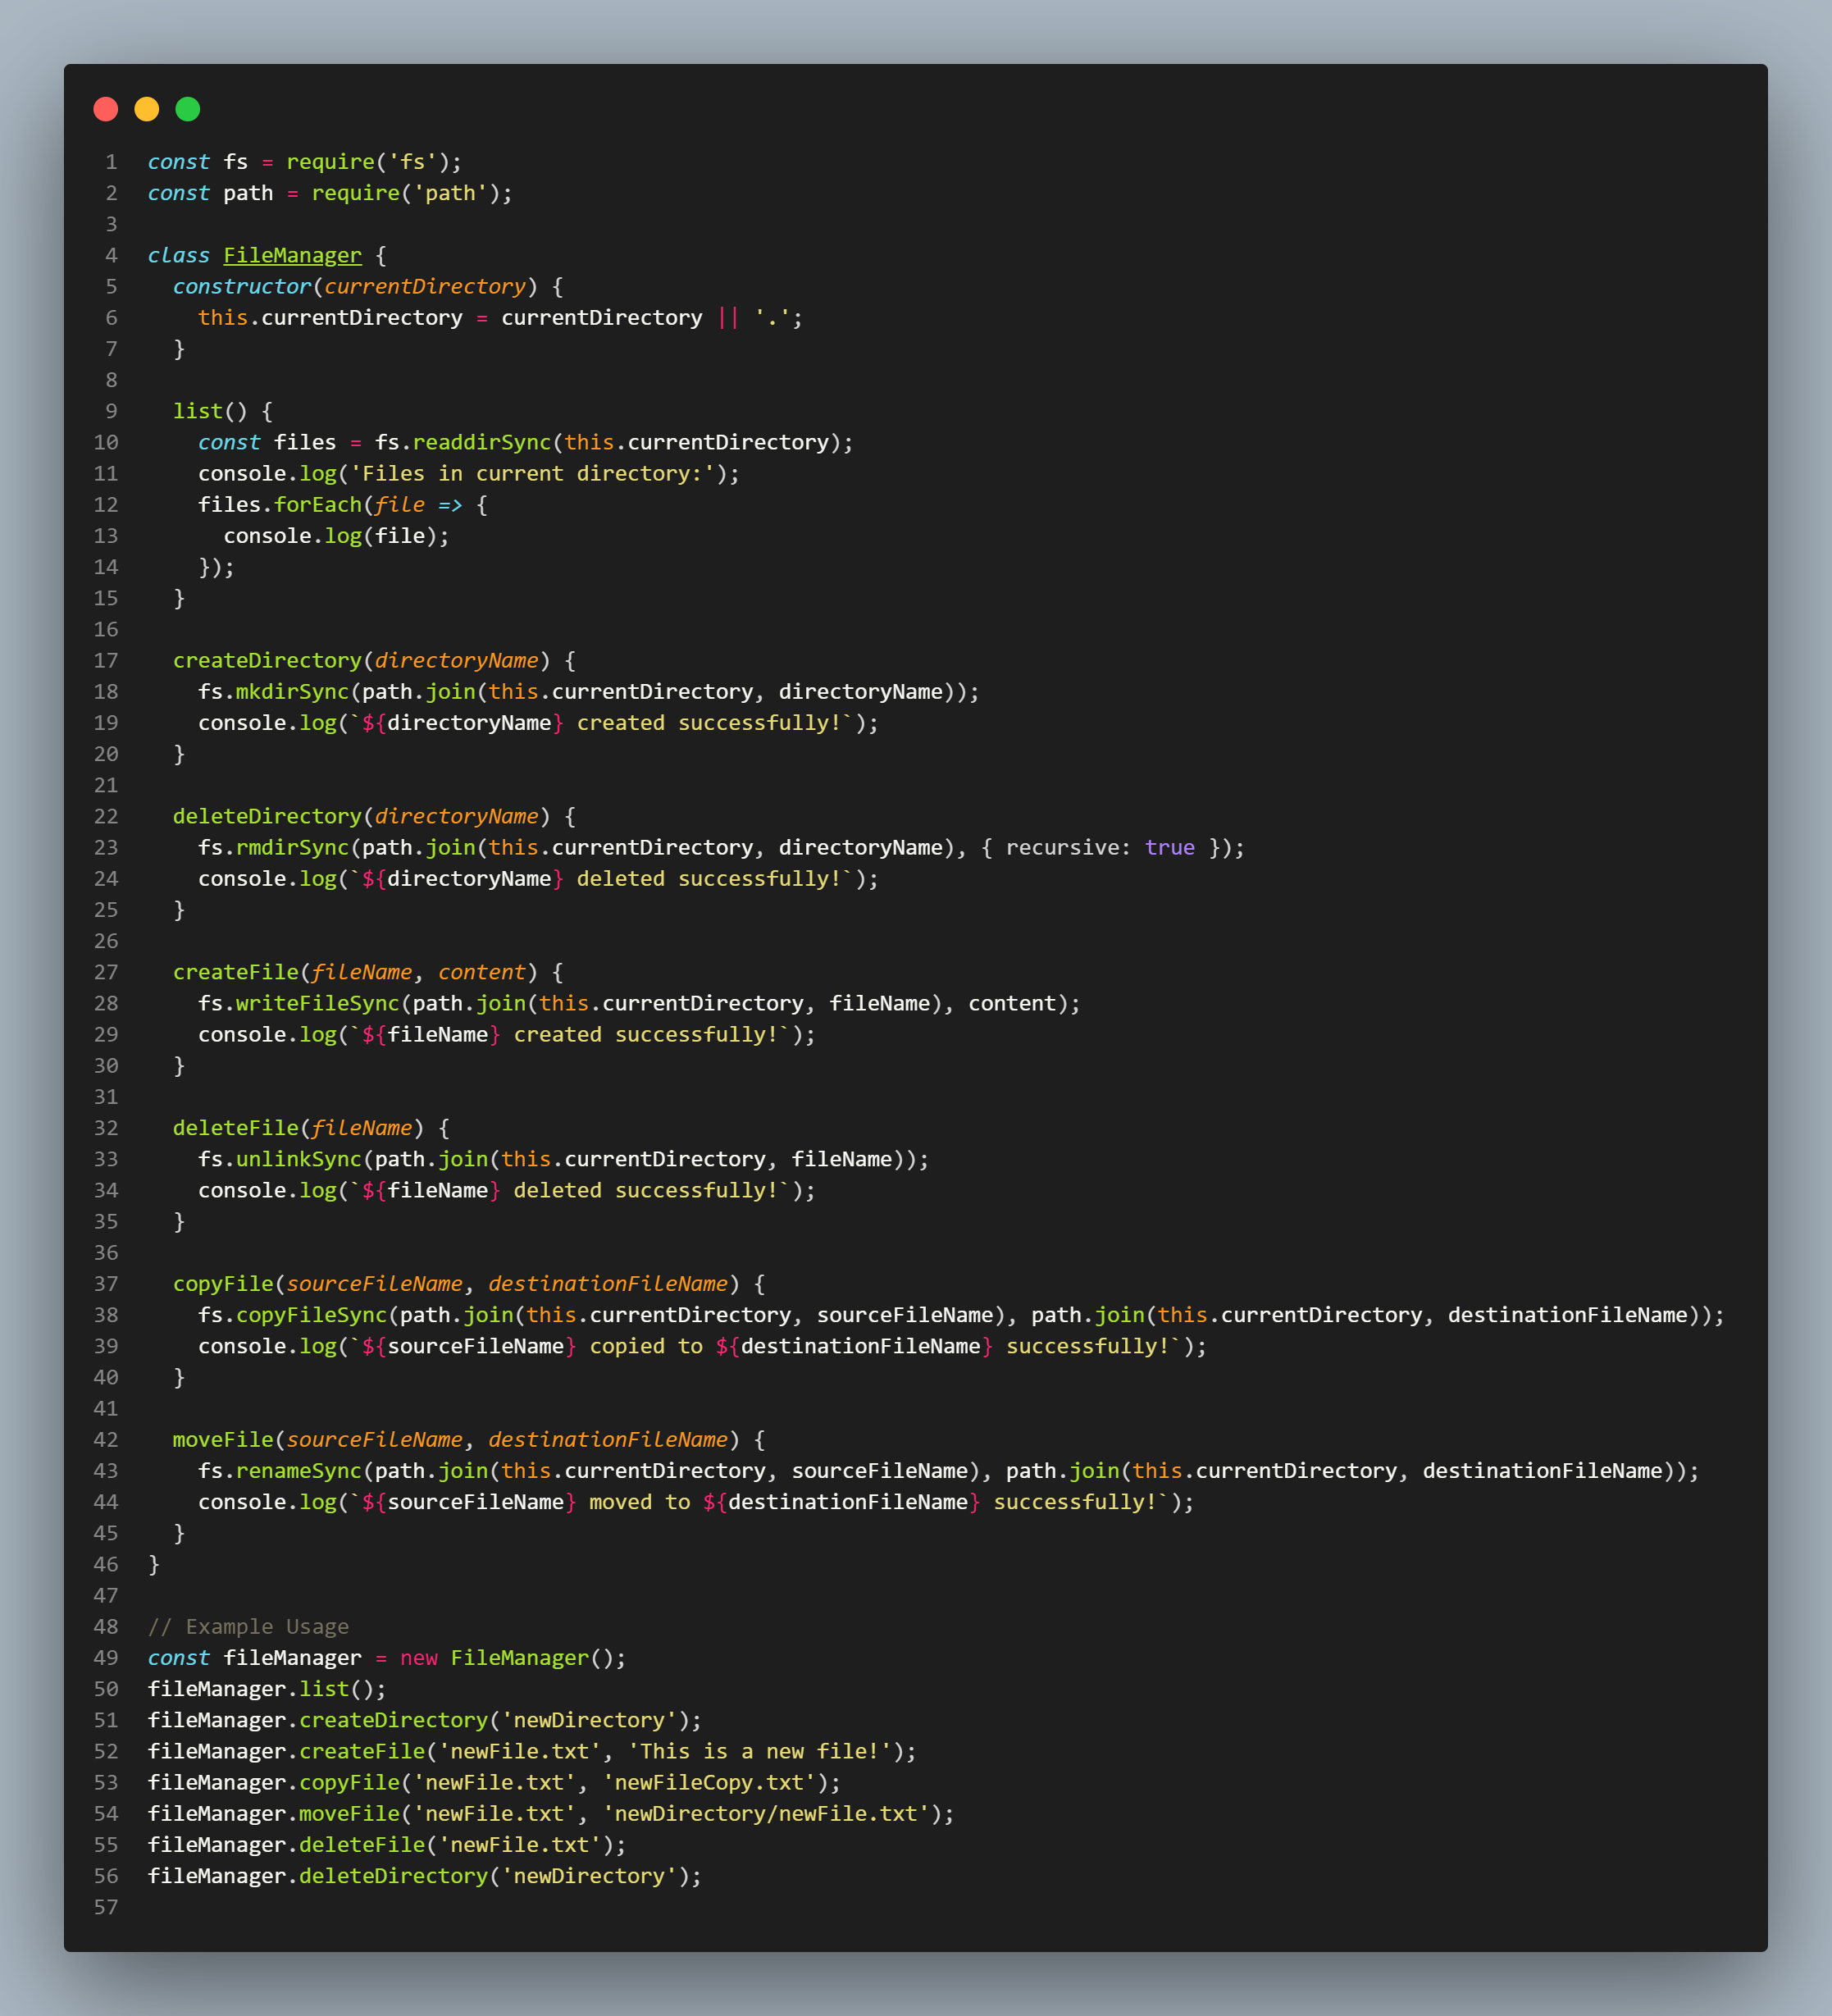 1 const fs = require('fs');
2 const path = require('path');
3
4 class FileManager {
5   constructor(currentDirectory) {
6     this.currentDirectory = currentDirectory || '.';
7   }
8
9   list() {
10     const files = fs.readdirSync(this.currentDirectory);
11     console.log('Files in current directory:');
12     files.forEach(file => {
13       console.log(file);
14     });
15   }
16
17   createDirectory(directoryName) {
18     fs.mkdirSync(path.join(this.currentDirectory, directoryName));
19     console.log(`${directoryName} created successfully!`);
20   }
21
22   deleteDirectory(directoryName) {
23     fs.rmdirSync(path.join(this.currentDirectory, directoryName), { recursive: true });
24     console.log(`${directoryName} deleted successfully!`);
25   }
26
27   createFile(fileName, content) {
28     fs.writeFileSync(path.join(this.currentDirectory, fileName), content);
29     console.log(`${fileName} created successfully!`);
30   }
31
32   deleteFile(fileName) {
33     fs.unlinkSync(path.join(this.currentDirectory, fileName));
34     console.log(`${fileName} deleted successfully!`);
35   }
36
37   copyFile(sourceFileName, destinationFileName) {
38     fs.copyFileSync(path.join(this.currentDirectory, sourceFileName), path.join(this.currentDirectory, destinationFileName));
39     console.log(`${sourceFileName} copied to ${destinationFileName} successfully!`);
40   }
41
42   moveFile(sourceFileName, destinationFileName) {
43     fs.renameSync(path.join(this.currentDirectory, sourceFileName), path.join(this.currentDirectory, destinationFileName));
44     console.log(`${sourceFileName} moved to ${destinationFileName} successfully!`);
45   }
46 }
47
48 // Example Usage
49 const fileManager = new FileManager();
50 fileManager.list();
51 fileManager.createDirectory('newDirectory');
52 fileManager.createFile('newFile.txt', 'This is a new file!');
53 fileManager.copyFile('newFile.txt', 'newFileCopy.txt');
54 fileManager.moveFile('newFile.txt', 'newDirectory/newFile.txt');
55 fileManager.deleteFile('newFile.txt');
56 fileManager.deleteDirectory('newDirectory');
57